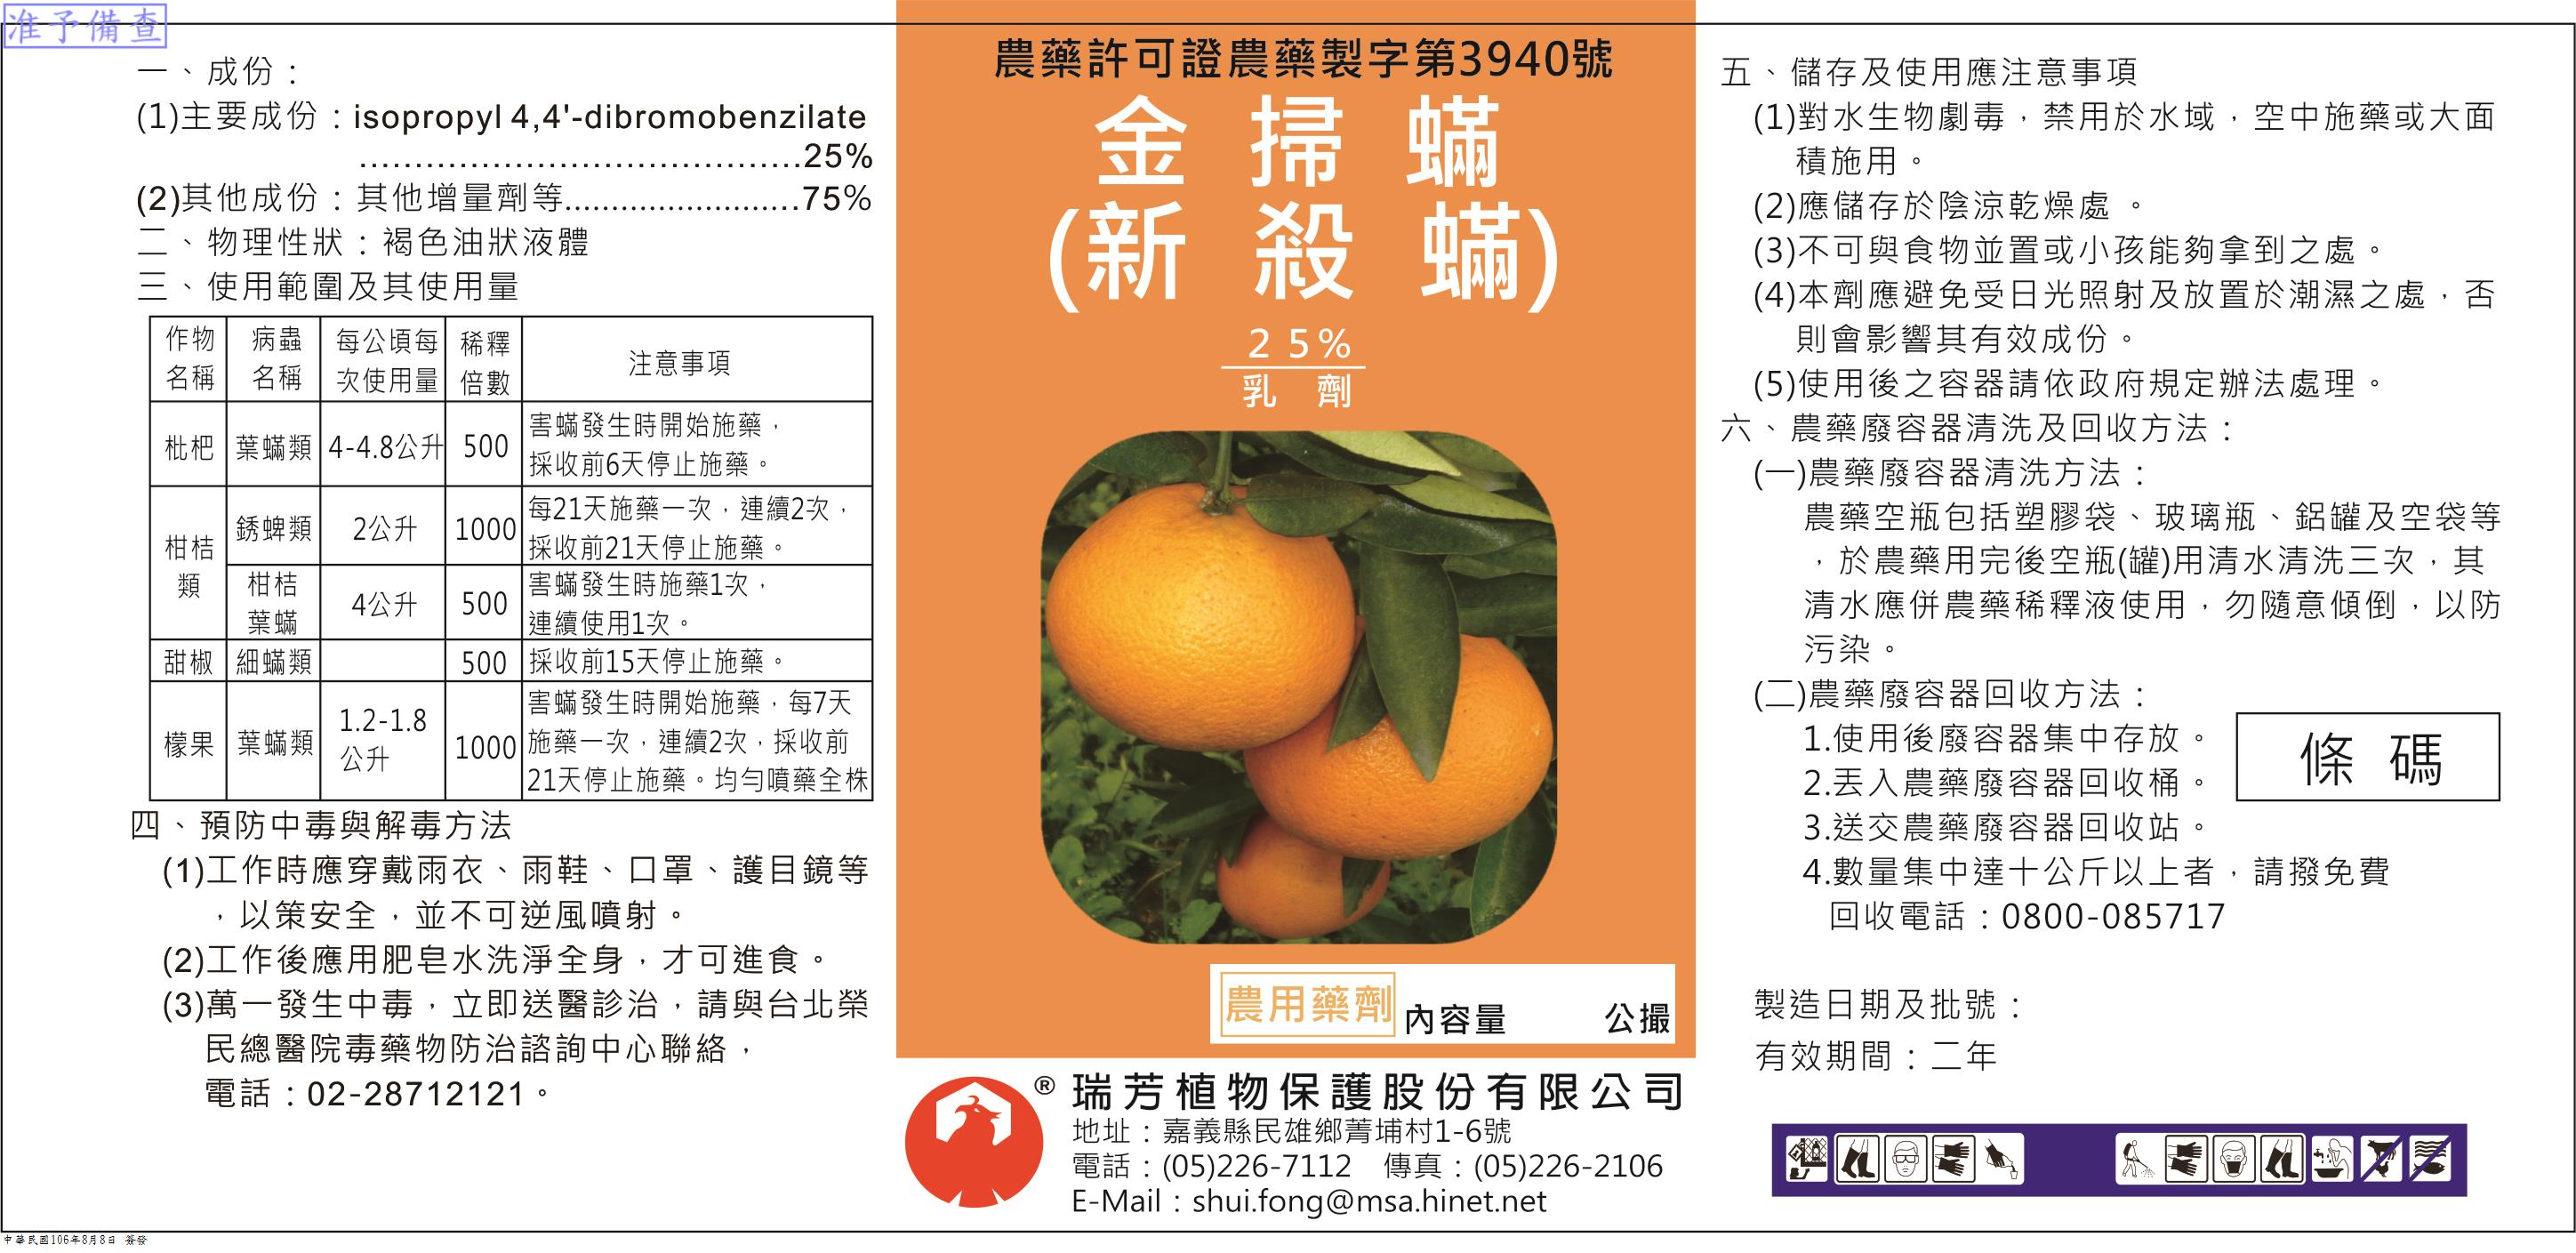 准予備查
一、成份：
(1)主要成份：isopropyl 4,4'-dibromobenzilate
........................................25%
(2)其他成份：其他增量劑等.........................75%
二、物理性狀：褐色油狀液體
三、使用範圍及其使用量
作物名稱 病蟲名稱 每公頃每次使用量 稀釋倍數 注意事項
枇杷 葉蟎類 4-4.8公升 500 害蟎發生時開始施藥，
採收前6天停止施藥。
柑桔類 銹蜱類 2公升 1000 每21天施藥一次，連續2次，
採收前21天停止施藥。
柑桔葉蟎 4公升 500 害蟎發生時施藥1次，
連續使用1次。
甜椒 細蟎類 500 採收前15天停止施藥。
檬果 葉蟎類 1.2-1.8公升 1000 害蟎發生時開始施藥，每7天
施藥一次，連續2次，採收前
21天停止施藥。均勻噴藥全株
四、預防中毒與解毒方法
(1)工作時應穿戴雨衣、雨鞋、口罩、護目鏡等
，以策安全，並不可逆風噴射。
(2)工作後應用肥皂水洗淨全身，才可進食。
(3)萬一發生中毒，立即送醫診治，請與台北榮
民總醫院毒藥物防治諮詢中心聯絡，
電話：02-28712121。
農藥許可證農藥製字第3940號
金掃蟎
(新殺蟎)
25%
乳劑
農用藥劑 內容量 公撮
® 瑞芳植物保護股份有限公司
地址：嘉義縣民雄鄉菁埔村1-6號
電話：(05)226-7112 傳真：(05)226-2106
E-Mail：shui.fong@msa.hinet.net
五、儲存及使用應注意事項
(1)對水生物劇毒，禁用於水域，空中施藥或大面
積施用。
(2)應儲存於陰涼乾燥處。
(3)不可與食物並置或小孩能夠拿到之處。
(4)本劑應避免受日光照射及放置於潮濕之處，否
則會影響其有效成份。
(5)使用後之容器請依政府規定辦法處理。
六、農藥廢容器清洗及回收方法：
(一)農藥廢容器清洗方法：
農藥空瓶包括塑膠袋、玻璃瓶、鋁罐及空袋等
，於農藥用完後空瓶(罐)用清水清洗三次，其
清水應併農藥稀釋液使用，勿隨意傾倒，以防
污染。
(二)農藥廢容器回收方法：
1.使用後廢容器集中存放。
2.丟入農藥廢容器回收桶。
3.送交農藥廢容器回收站。
4.數量集中達十公斤以上者，請撥免費
回收電話：0800-085717
條碼
製造日期及批號：
有效期間：二年
中華民國106年8月8日 簽發